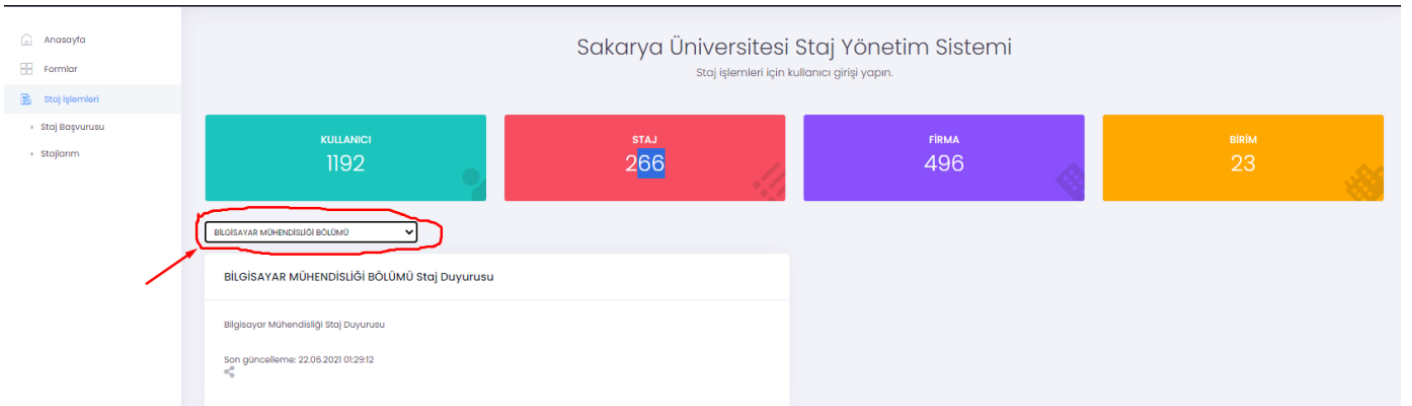 Anasayfa
Formlar
Staj İşlemleri
Staj Başvurusu
Stajlarım
Sakarya Üniversitesi Staj Yönetim Sistemi
Staj işlemleri için kullanıcı girişi yapın.
KULLANICI
1192
STAJ
266
FİRMA
496
BİRİM
23
BİLGİSAYAR MÜHENDİSLİĞİ BÖLÜMÜ
BİLGİSAYAR MÜHENDİSLİĞİ BÖLÜMÜ Staj Duyurusu
Bilgisayar Mühendisliği Staj Duyurusu
Son güncelleme: 22.06.2021 01:29:12